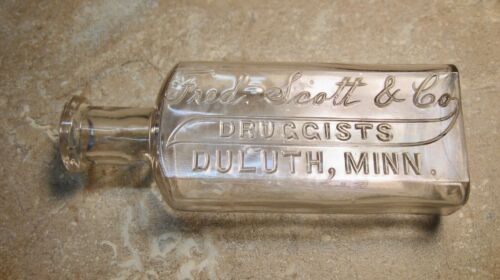 Fred. Scott & Co
DRUGGISTS
DULUTH, MINN.